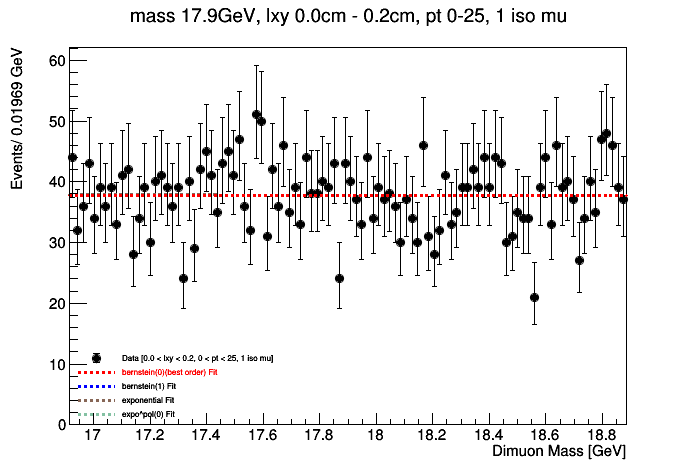 mass 17.9GeV, lxy 0.0cm - 0.2cm, pt 0-25, 1 iso mu
Events/ 0.01969 GeV
60
50
40
30
20
10
0
Data [0.0 < lxy < 0.2, 0 < pt < 25, 1 iso mu]
bernstein(0)(best order) Fit
bernstein(1) Fit
exponential Fit
expo*pol(0) Fit
17 17.2 17.4 17.6 17.8 18 18.2 18.4 18.6 18.8
Dimuon Mass [GeV]